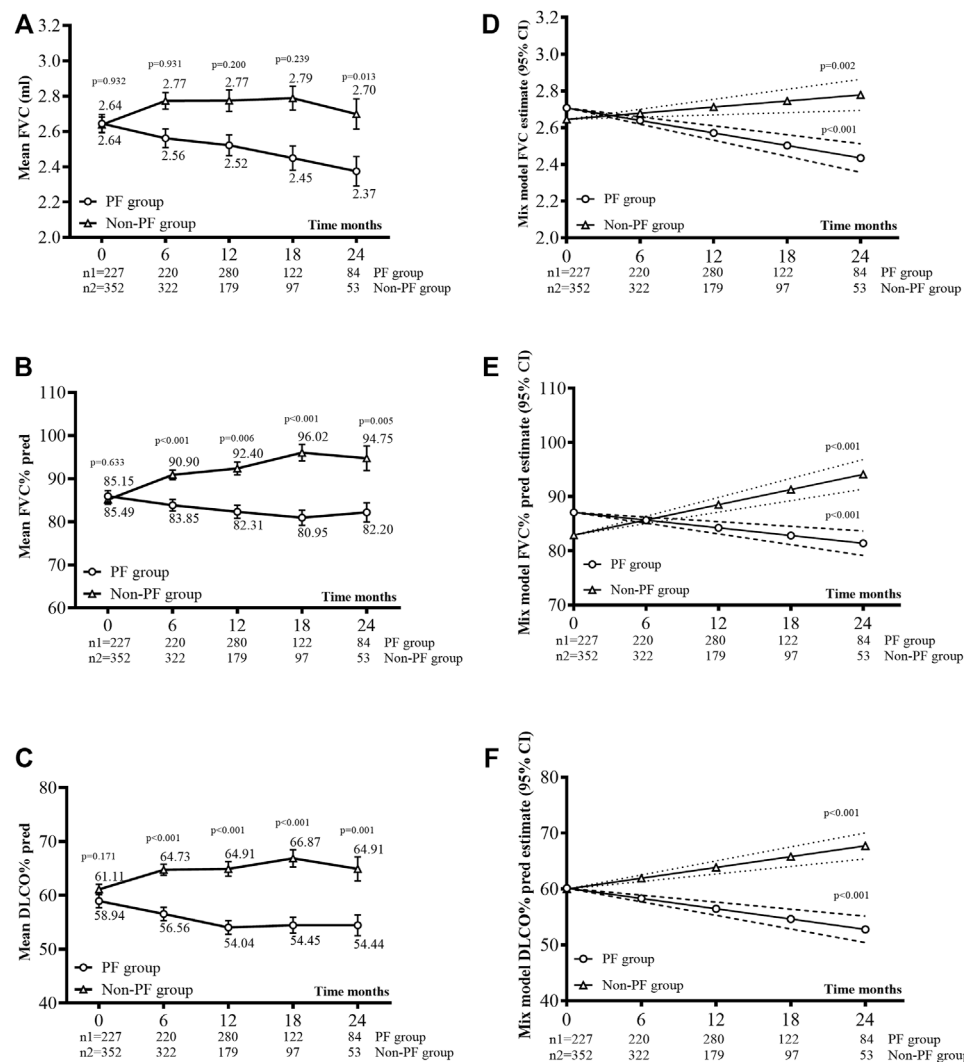 A
Mean FVC (ml)
3.2
3.0
2.8
2.6
2.4
2.2
2.0
p=0.932
p=0.931
p=0.200
p=0.239
p=0.013
2.64
2.77
2.77
2.79
2.70
2.64
2.56
2.52
2.45
2.37
PF group
Non-PF group
Time months
0 6 12 18 24
n1=227 220 280 122 84 PF group
n2=352 322 179 97 53 Non-PF group
D
Mix model FVC estimate (95% CI)
3.2
3.0
2.8
2.6
2.4
2.2
2.0
p=0.002
p<0.001
PF group
Non-PF group
Time months
0 6 12 18 24
n1=227 220 280 122 84 PF group
n2=352 322 179 97 53 Non-PF group
B
Mean FVC% pred
110
100
90
80
70
60
p=0.633
p<0.001
p=0.006
p<0.001
p=0.005
85.15
90.90
92.40
96.02
94.75
85.49
83.85
82.31
80.95
82.20
PF group
Non-PF group
Time months
0 6 12 18 24
n1=227 220 280 122 84 PF group
n2=352 322 179 97 53 Non-PF group
E
Mix model FVC% pred estimate (95% CI)
110
100
90
80
70
p<0.001
p<0.001
PF group
Non-PF group
Time months
0 6 12 18 24
n1=227 220 280 122 84 PF group
n2=352 322 179 97 53 Non-PF group
C
Mean DLCO% pred
80
70
60
50
40
p=0.171
p<0.001
p<0.001
p<0.001
p=0.001
61.11
64.73
64.91
66.87
64.91
58.94
56.56
54.04
54.45
54.44
PF group
Non-PF group
Time months
0 6 12 18 24
n1=227 220 280 122 84 PF group
n2=352 322 179 97 53 Non-PF group
F
Mix model DLCO% pred estimate (95% CI)
80
70
60
50
40
p<0.001
p<0.001
PF group
Non-PF group
Time months
0 6 12 18 24
n1=227 220 280 122 84 PF group
n2=352 322 179 97 53 Non-PF group